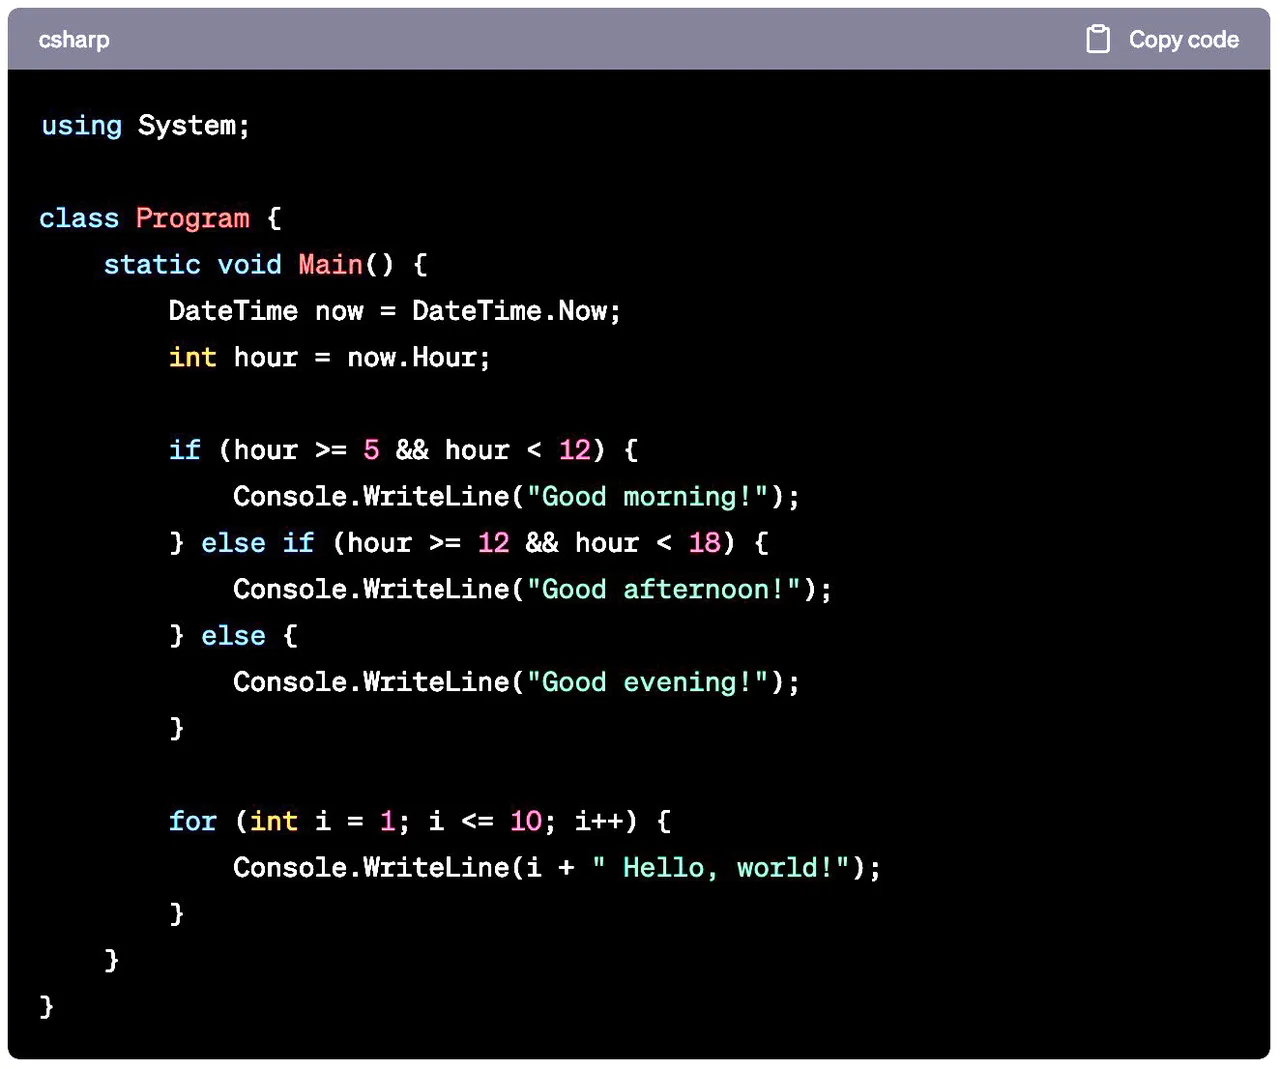 csharp
Copy code
using System;
class Program {
    static void Main() {
        DateTime now = DateTime.Now;
        int hour = now.Hour;
        if (hour >= 5 && hour < 12) {
            Console.WriteLine("Good morning!");
        } else if (hour >= 12 && hour < 18) {
            Console.WriteLine("Good afternoon!");
        } else {
            Console.WriteLine("Good evening!");
        }
        for (int i = 1; i <= 10; i++) {
            Console.WriteLine(i + " Hello, world!");
        }
    }
}